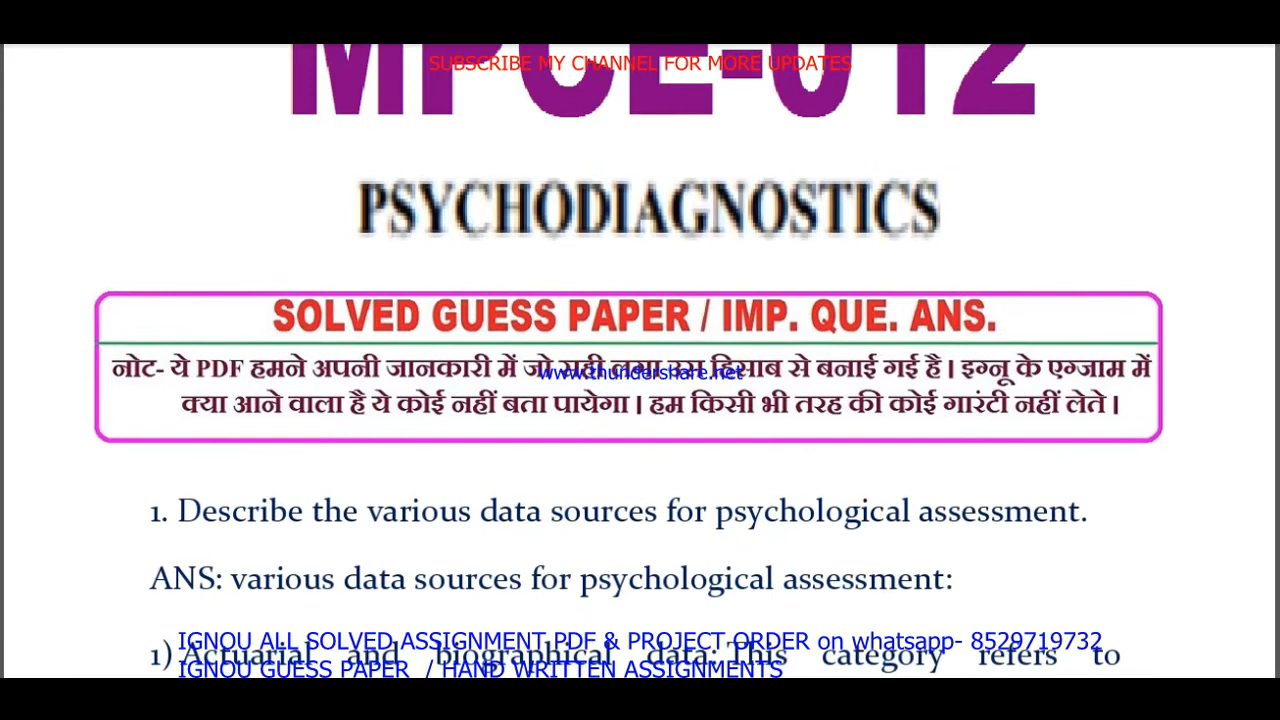 MPCE-012
SUBSCRIBE MY CHANNEL FOR MORE UPDATES
PSYCHODIAGNOSTICS
SOLVED GUESS PAPER / IMP. QUE. ANS.
नोट- ये PDF हमने अपनी जानकारी में जो सही लगा उस हिसाब से बनाई गई है । इग्नू के एग्जाम में
www.thundershare.net
क्या आने वाला है ये कोई नहीं बता पायेगा । हम किसी भी तरह की कोई गारंटी नहीं लेते ।
1. Describe the various data sources for psychological assessment.
ANS: various data sources for psychological assessment:
IGNOU ALL SOLVED ASSIGNMENT PDF & PROJECT ORDER on whatsapp- 8529719732
1) Actuarial and biographical data: This category refers to
IGNOU GUESS PAPER / HAND WRITTEN ASSIGNMENTS